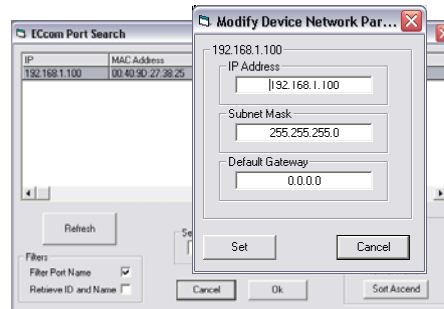 ECcom Port Search
IP MAC Address
192.168.1.100 00:40:9D:27:38:25
Refresh
Filters
Filter Port Name
Retrieve ID and Name
Cancel
Ok
Sort Ascend
Modify Device Network Par...
192.168.1.100
IP Address
192.168.1.100
Subnet Mask
255.255.255.0
Default Gateway
0.0.0.0
Set
Cancel